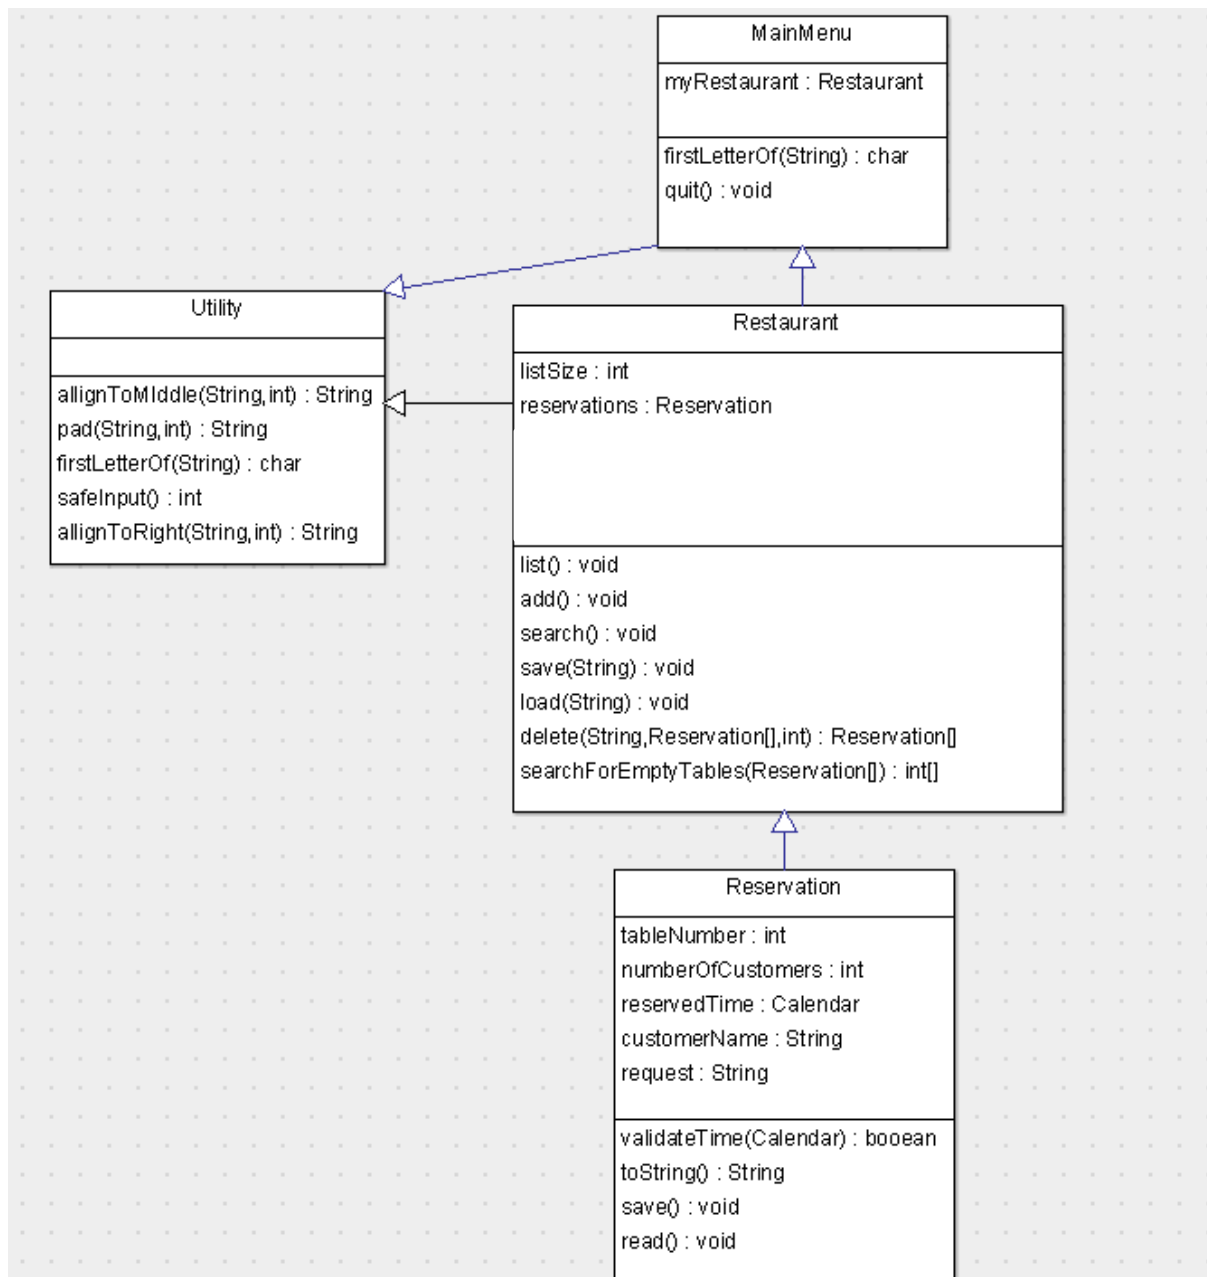 MainMenu
myRestaurant : Restaurant
firstLetterOf(String) : char
quit() : void
Utility
allignToMIddle(String,int) : String
pad(String,int) : String
firstLetterOf(String) : char
safeInput() : int
allignToRight(String,int) : String
Restaurant
listSize : int
reservations : Reservation
list() : void
add() : void
search() : void
save(String) : void
load(String) : void
delete(String,Reservation[],int) : Reservation[]
searchForEmptyTables(Reservation[]) : int[]
Reservation
tableNumber : int
numberOfCustomers : int
reservedTime : Calendar
customerName : String
request : String
validateTime(Calendar) : booean
toString() : String
save() : void
read() : void